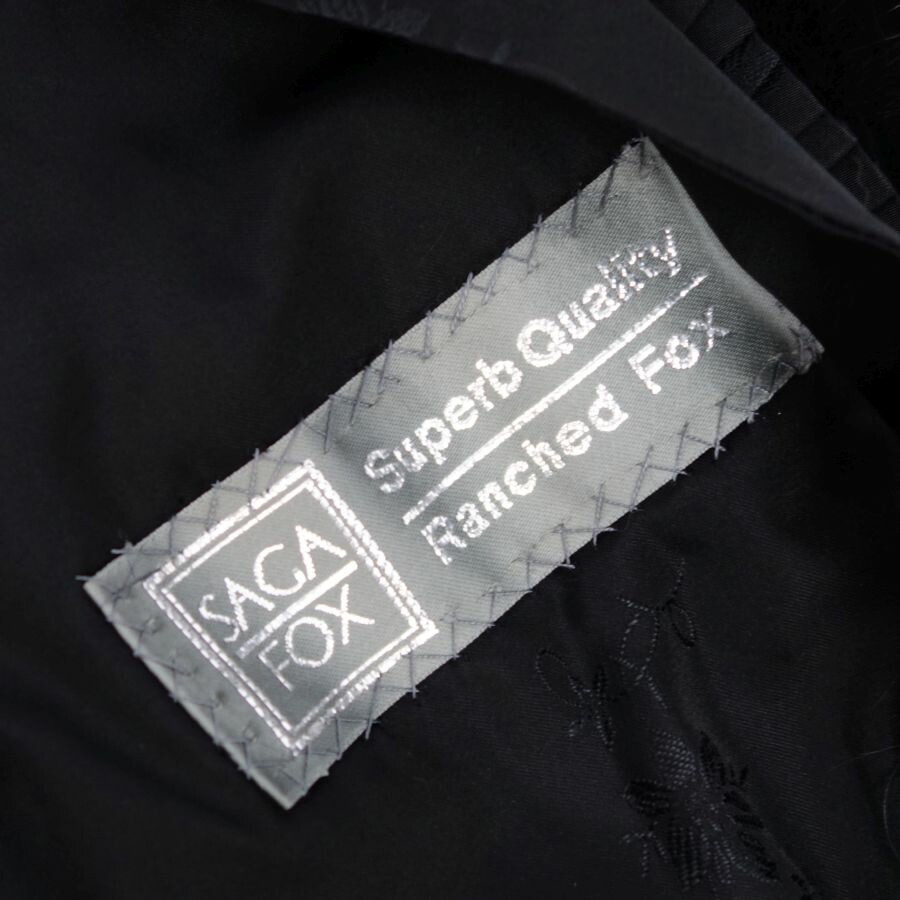 SAGA
FOX
Superb Quality
Ranched Fox